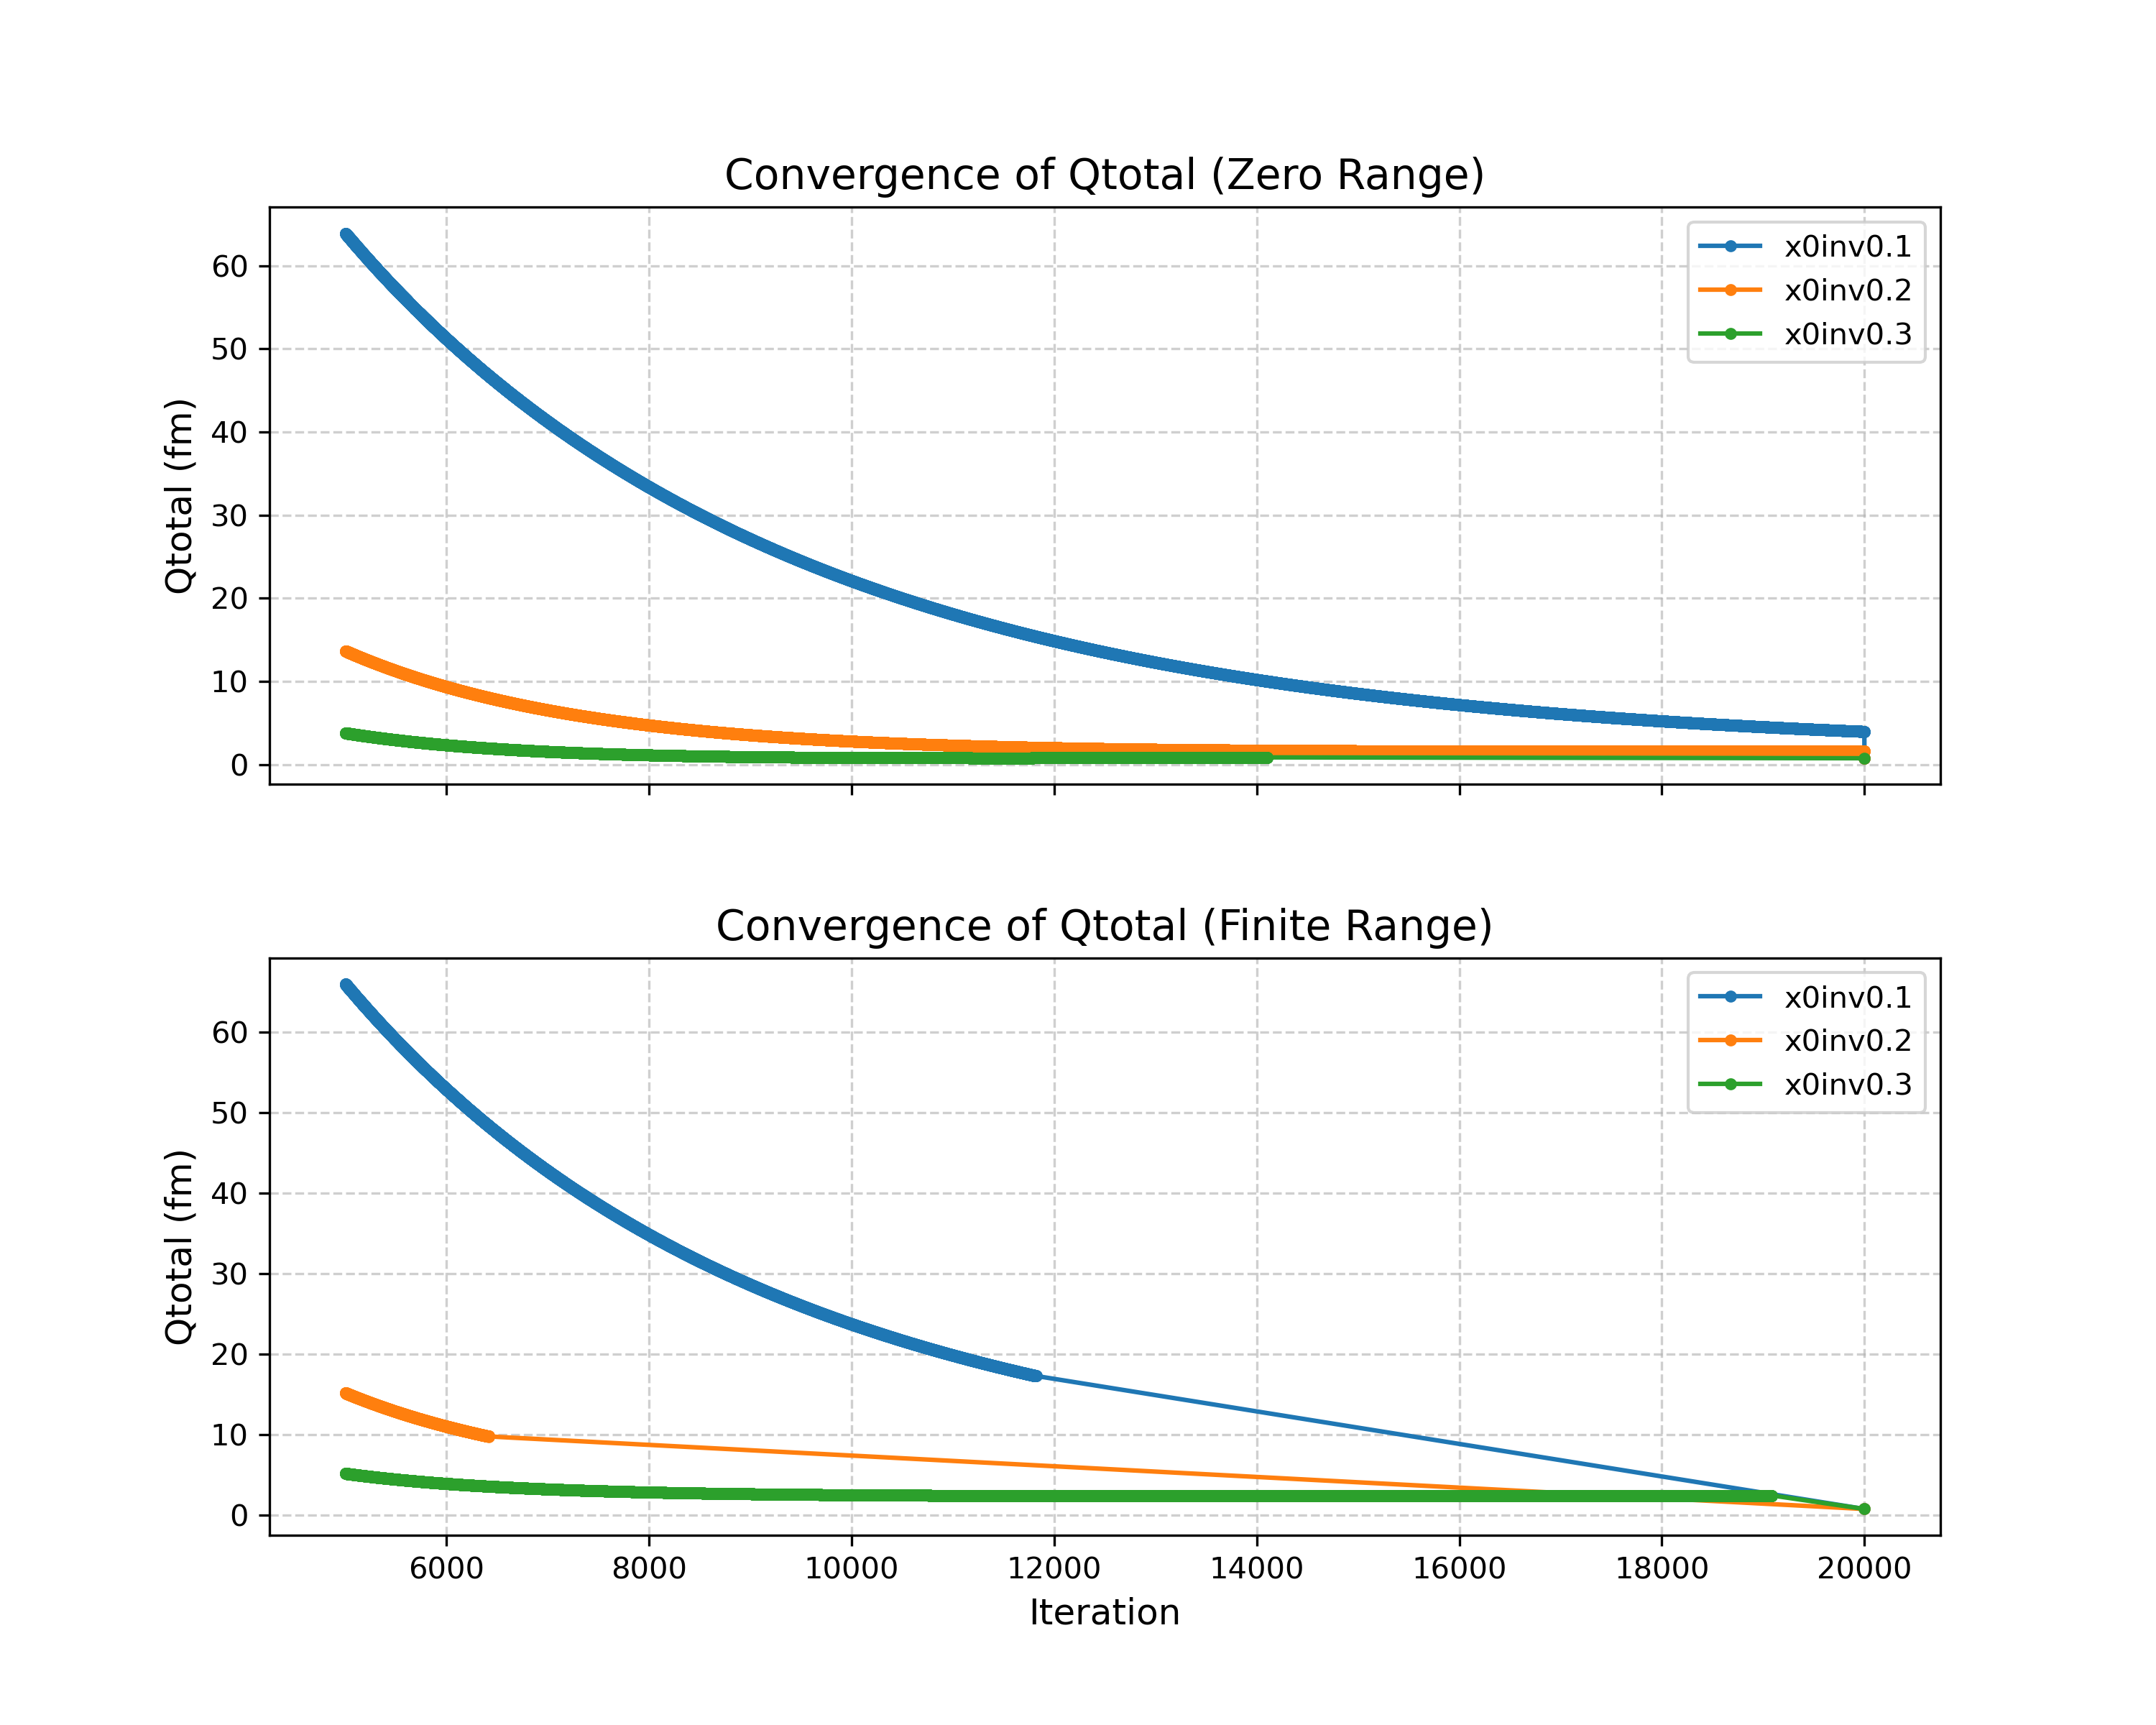 Convergence of Qtotal (Zero Range)
Qtotal (fm)
60
50
40
30
20
10
0
x0inv0.1
x0inv0.2
x0inv0.3
Convergence of Qtotal (Finite Range)
Qtotal (fm)
60
50
40
30
20
10
0
x0inv0.1
x0inv0.2
x0inv0.3
6000 8000 10000 12000 14000 16000 18000 20000
Iteration